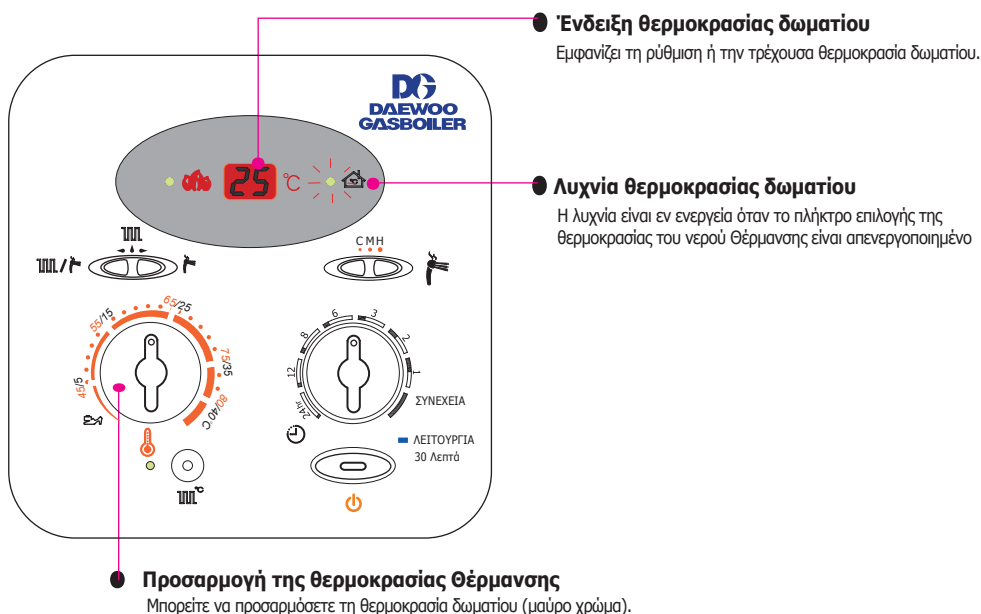 Ένδειξη θερμοκρασίας δωματίου
Εμφανίζει τη ρύθμιση ή την τρέχουσα θερμοκρασία δωματίου.
DG
DAEWOO
GASBOILER
25 °C
Λυχνία θερμοκρασίας δωματίου
Η λυχνία είναι εν ενεργεία όταν το πλήκτρο επιλογής της
θερμοκρασίας του νερού Θέρμανσης είναι απενεργοποιημένο
C M H
45/5
55/15
65/25
75/35
80/40°C
24hr
12
8
6
3
2
1
ΣΥΝΕΧΕΙΑ
ΛΕΙΤΟΥΡΓΙΑ
30 Λεπτά
Προσαρμογή της θερμοκρασίας Θέρμανσης
Μπορείτε να προσαρμόσετε τη θερμοκρασία δωματίου (μαύρο χρώμα).